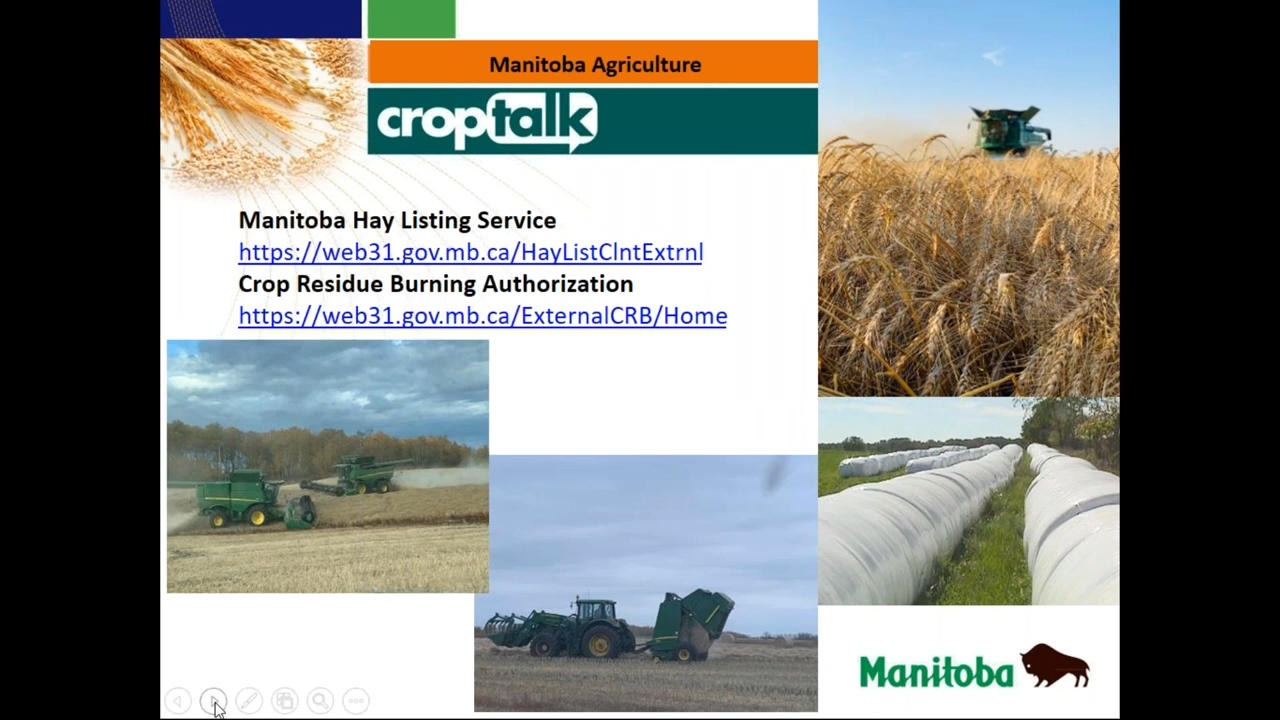 Manitoba Agriculture
croptalk
Manitoba Hay Listing Service
https://web31.gov.mb.ca/HayListClntExtrnl
Crop Residue Burning Authorization
https://web31.gov.mb.ca/ExternalCRB/Home
Manitoba